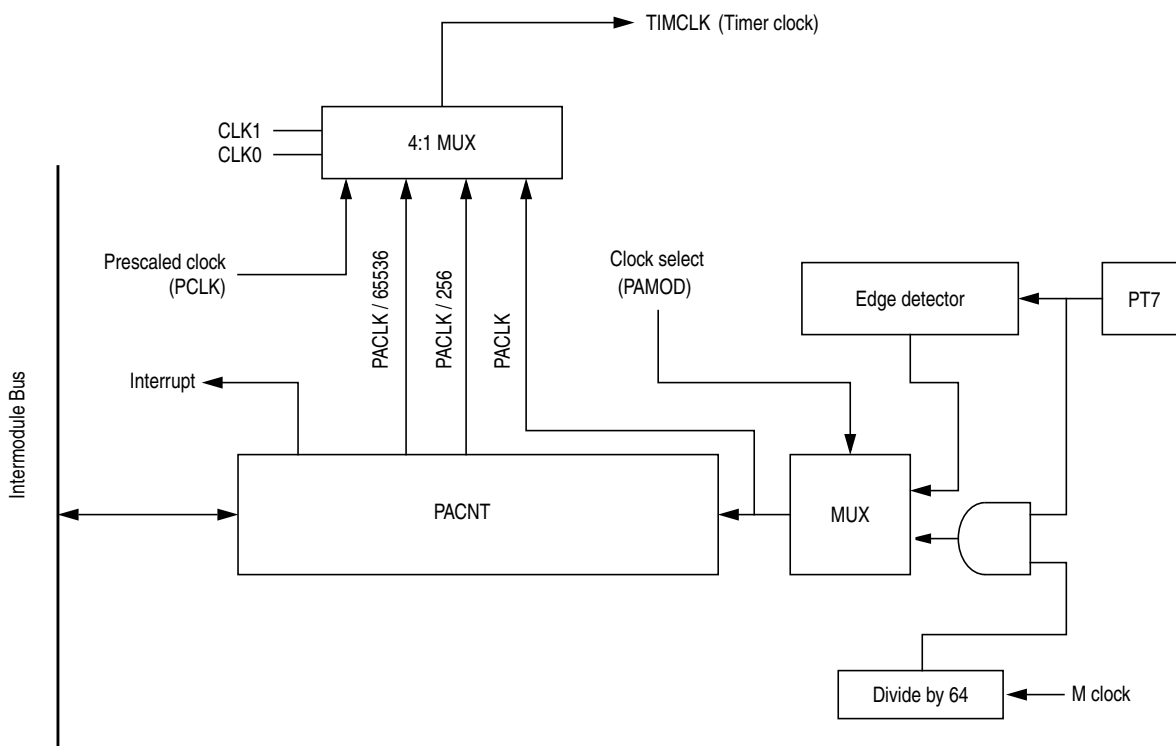 TIMCLK (Timer clock)
CLK1
CLK0
4:1 MUX
Prescaled clock
(PCLK)
PACLK / 65536
PACLK / 256
PACLK
Clock select
(PAMOD)
Edge detector
PT7
Interrupt
Intermodule Bus
PACNT
MUX
Divide by 64
M clock